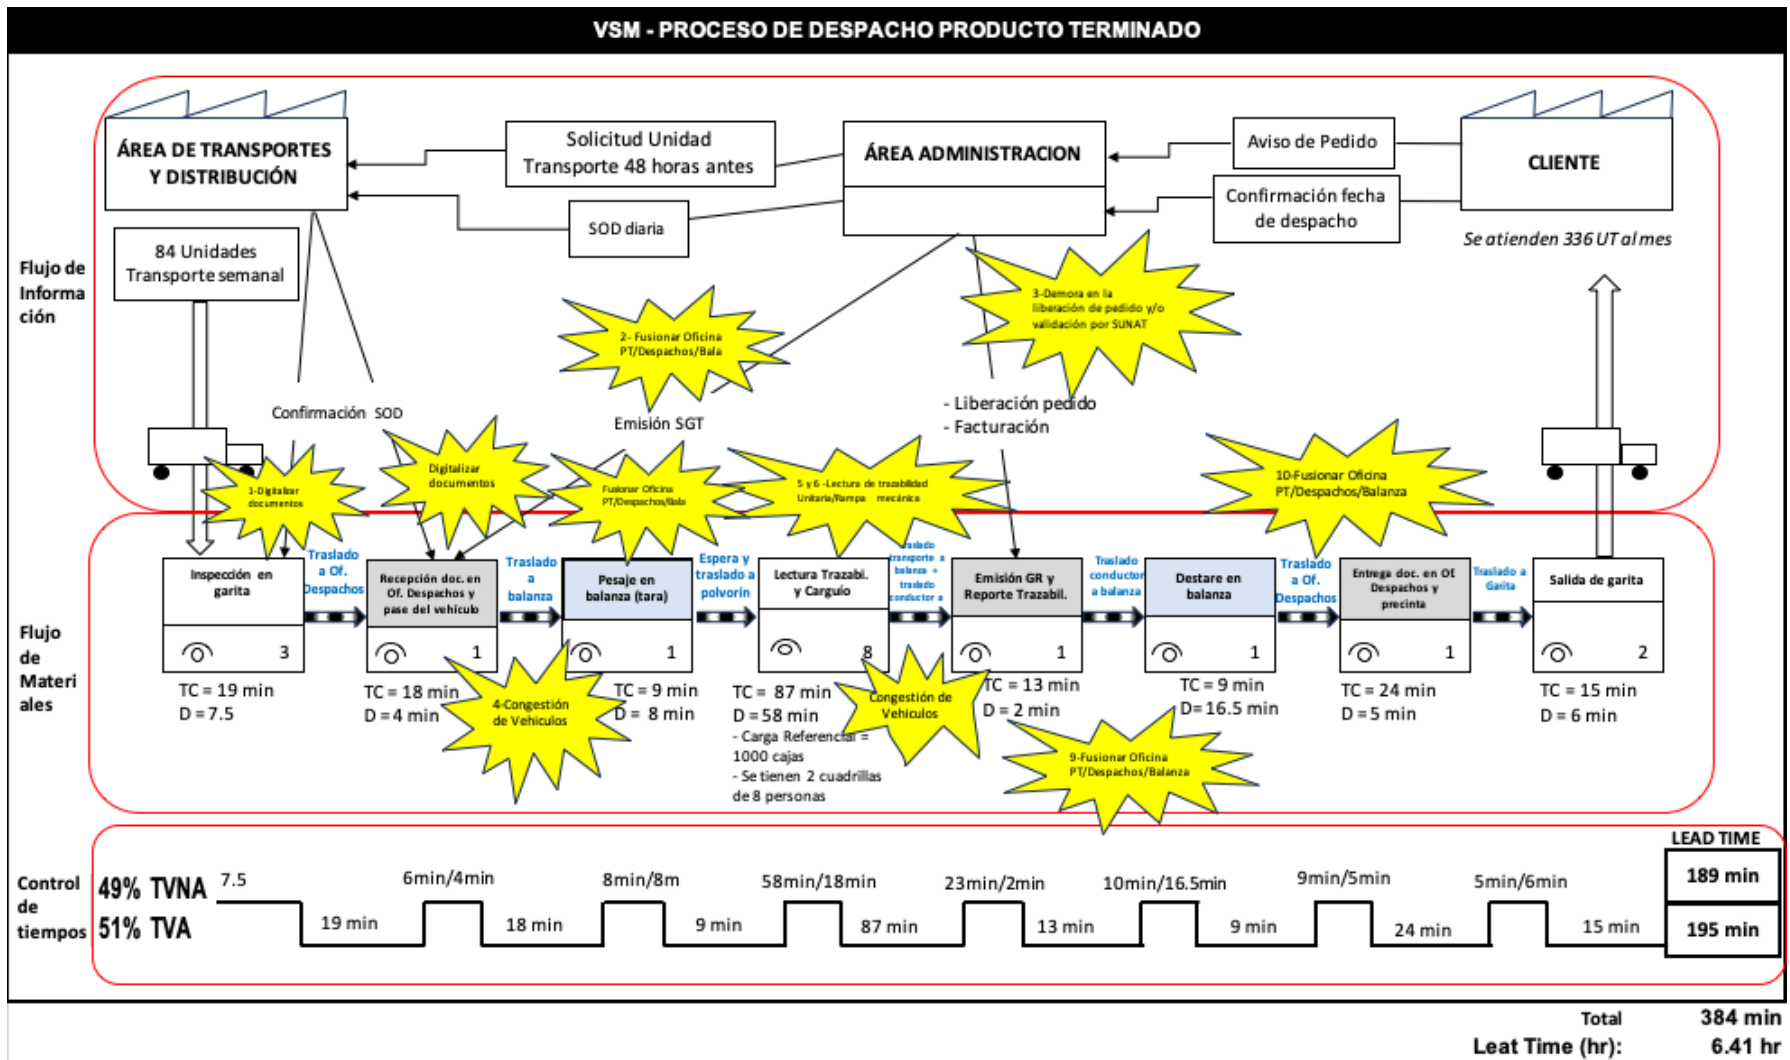 VSM - PROCESO DE DESPACHO PRODUCTO TERMINADO
ÁREA DE TRANSPORTES
Y DISTRIBUCIÓN
Solicitud Unidad
Transporte 48 horas antes
SOD diaria
ÁREA ADMINISTRACION
Aviso de Pedido
Confirmación fecha
de despacho
CLIENTE
Se atienden 336 UT al mes
84 Unidades
Transporte semanal
Flujo de
Informa
ción
2- Fusionar Oficina
PT/Despachos/Bala
3-Demora en la
liberación de pedido y/o
validación por SUNAT
Confirmación SOD
Emisión SGT
- Liberación pedido
- Facturación
1-Digitalizar
documentos
Digitalizar
documentos
Fusionar Oficina
PT/Despachos/Bala
5 y 6 -Lectura de trazabilidad
Unitaria/Rampa mecánica
10-Fusionar Oficina
PT/Despachos/Balanza
Flujo
de
Materi
ales
Inspección en
garita
3
TC = 19 min
D = 7.5
Traslado
a Of.
Despachos
Recepción doc. en
Of. Despachos y
pase del vehículo
1
TC = 18 min
D = 4 min
Traslado
a
balanza
Pesaje en
balanza (tara)
1
TC = 9 min
D = 8 min
4-Congestión
de Vehiculos
Espera y
traslado a
polvorín
Lectura Trazabi.
y Carguío
8
TC = 87 min
D = 58 min
- Carga Referencial =
1000 cajas
- Se tienen 2 cuadrillas
de 8 personas
Traslado
transporte a
balanza +
traslado
conductor a
Congestión de
Vehiculos
Emisión GR y
Reporte Trazabil.
1
TC = 13 min
D = 2 min
9-Fusionar Oficina
PT/Despachos/Balanza
Traslado
conductor
a balanza
Destare en
balanza
1
TC = 9 min
D= 16.5 min
Traslado
a Of.
Despachos
Entrega doc. en Of.
Despachos y
precinta
1
TC = 24 min
D = 5 min
Traslado a
Garita
Salida de garita
2
TC = 15 min
D = 6 min
Control
de
tiempos
49% TVNA
51% TVA
7.5
6min/4min
8min/8m
58min/18min
23min/2min
10min/16.5min
9min/5min
5min/6min
19 min
18 min
9 min
87 min
13 min
9 min
24 min
15 min
LEAD TIME
189 min
195 min
Total 384 min
Leat Time (hr): 6.41 hr